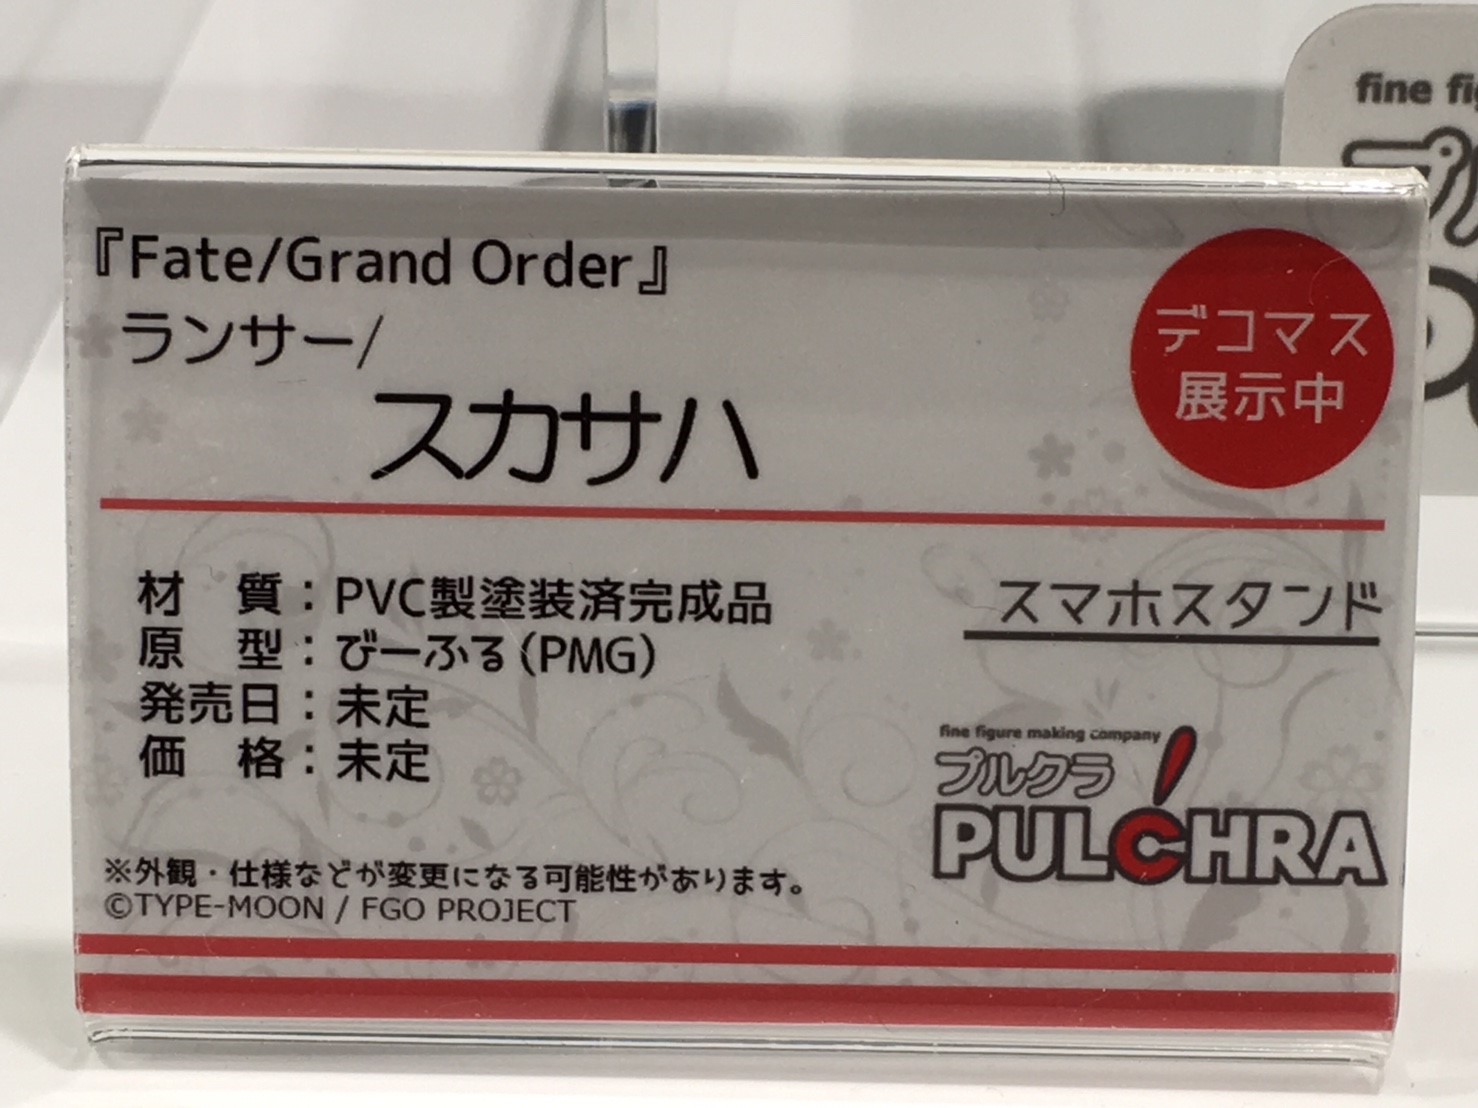 fine
『Fate/Grand Order』
ランサー/
スカサハ
デコマス
展示中
材　質：PVC製塗装済完成品
原　型：びーふる(PMG)
発売日：未定
価　格：未定
スマホスタンド
fine figure making company
プルクラ
PULCHRA
※外観・仕様などが変更になる可能性があります。
©TYPE-MOON / FGO PROJECT